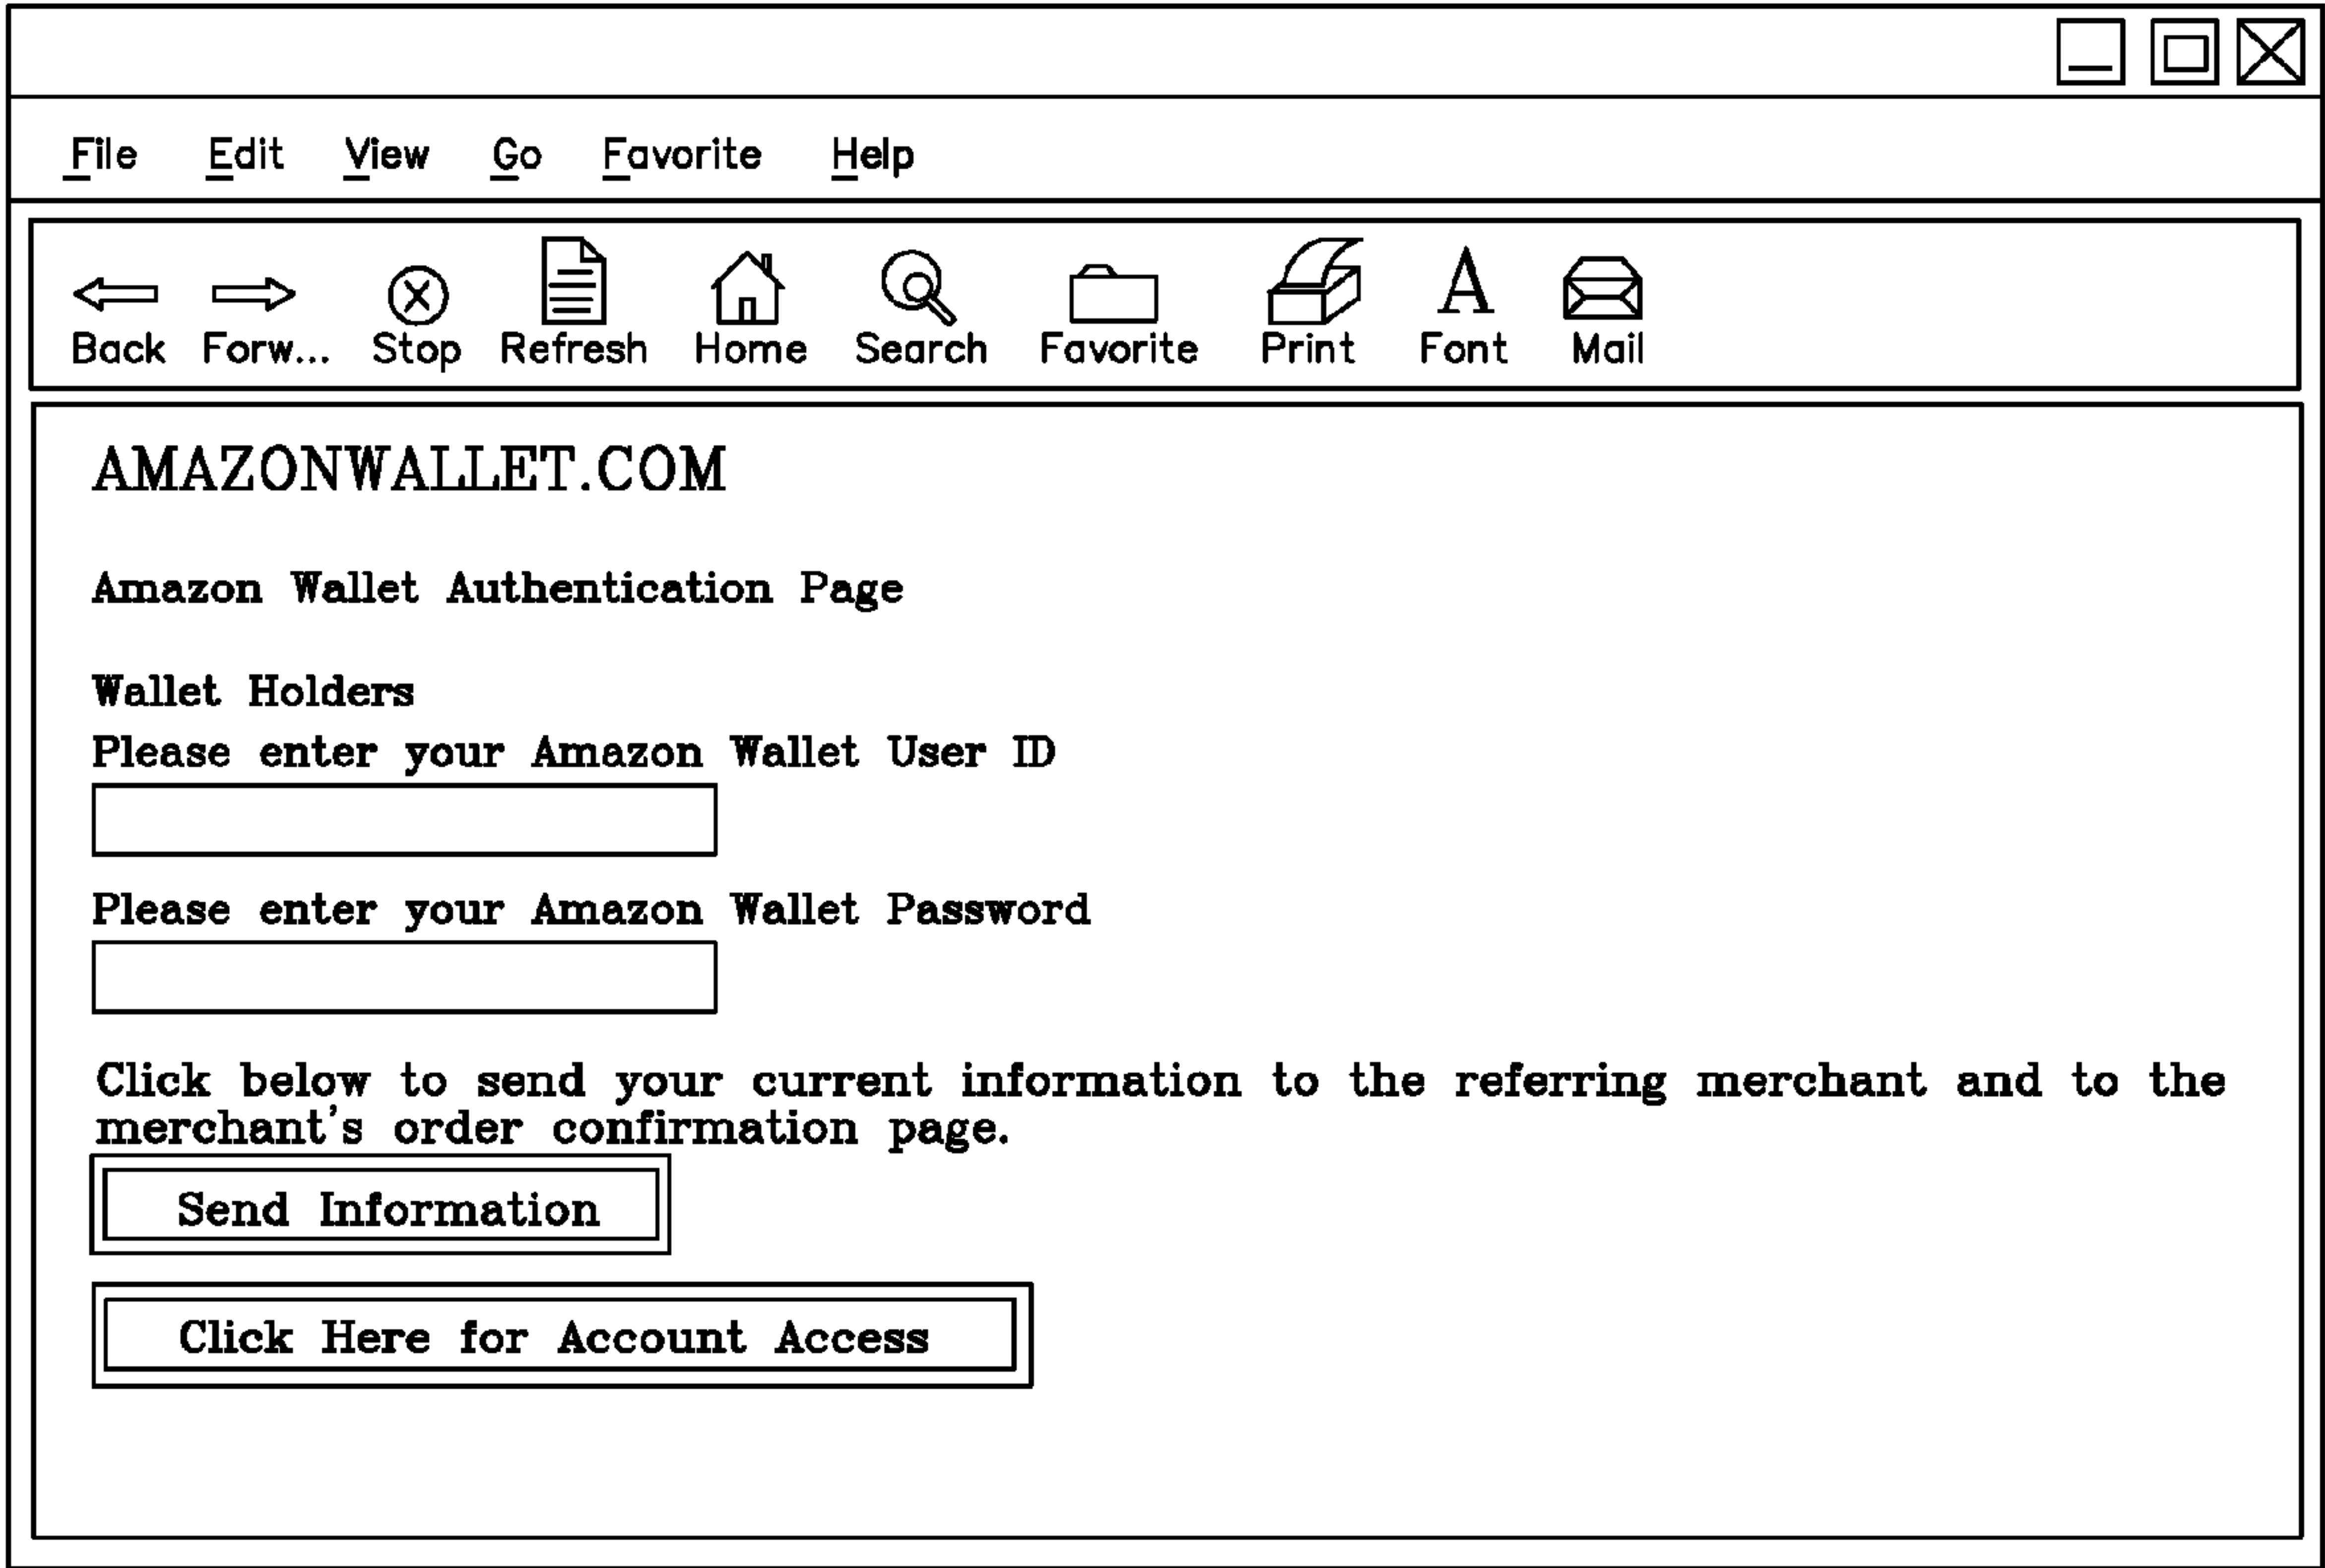 File Edit View Go Favorite Help
Back Forw... Stop Refresh Home Search Favorite Print Font Mail
AMAZONWALLET.COM
Amazon Wallet Authentication Page
Wallet Holders
Please enter your Amazon Wallet User ID
Please enter your Amazon Wallet Password
Click below to send your current information to the referring merchant and to the
merchant's order confirmation page.
Send Information
Click Here for Account Access